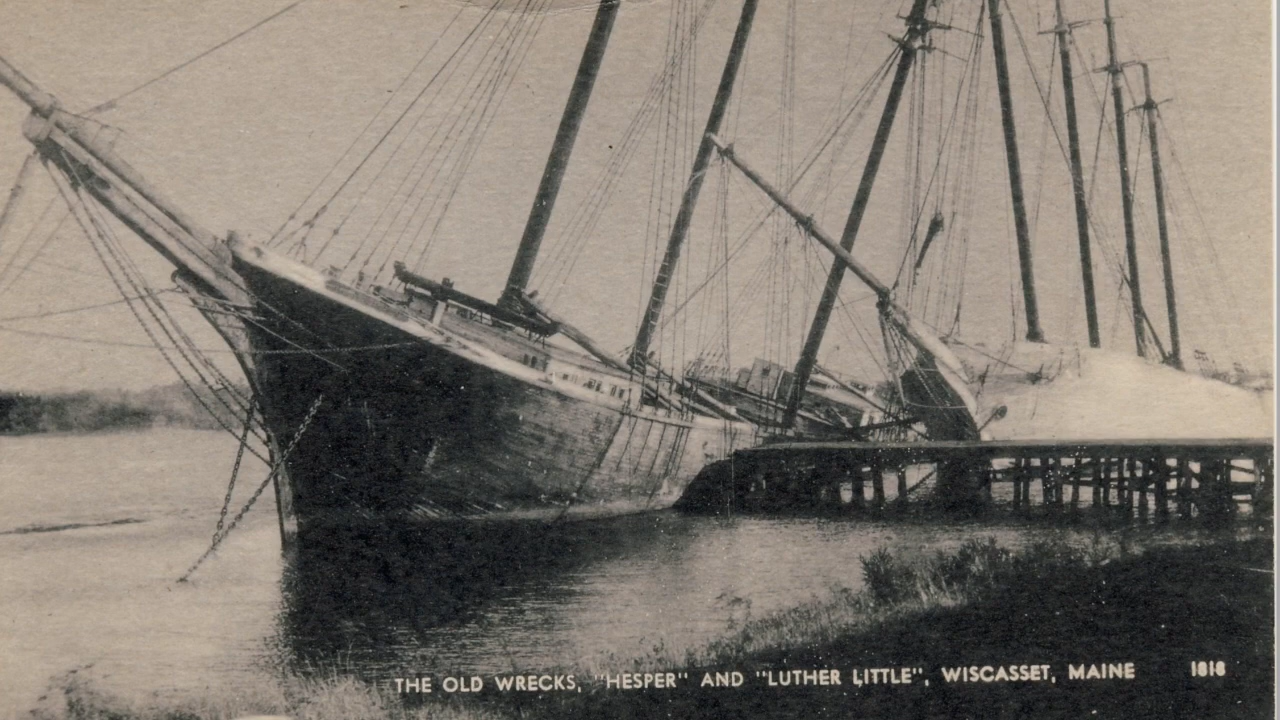 THE OLD WRECKS, "HESPER" AND "LUTHER LITTLE", WISCASSET, MAINE 1818